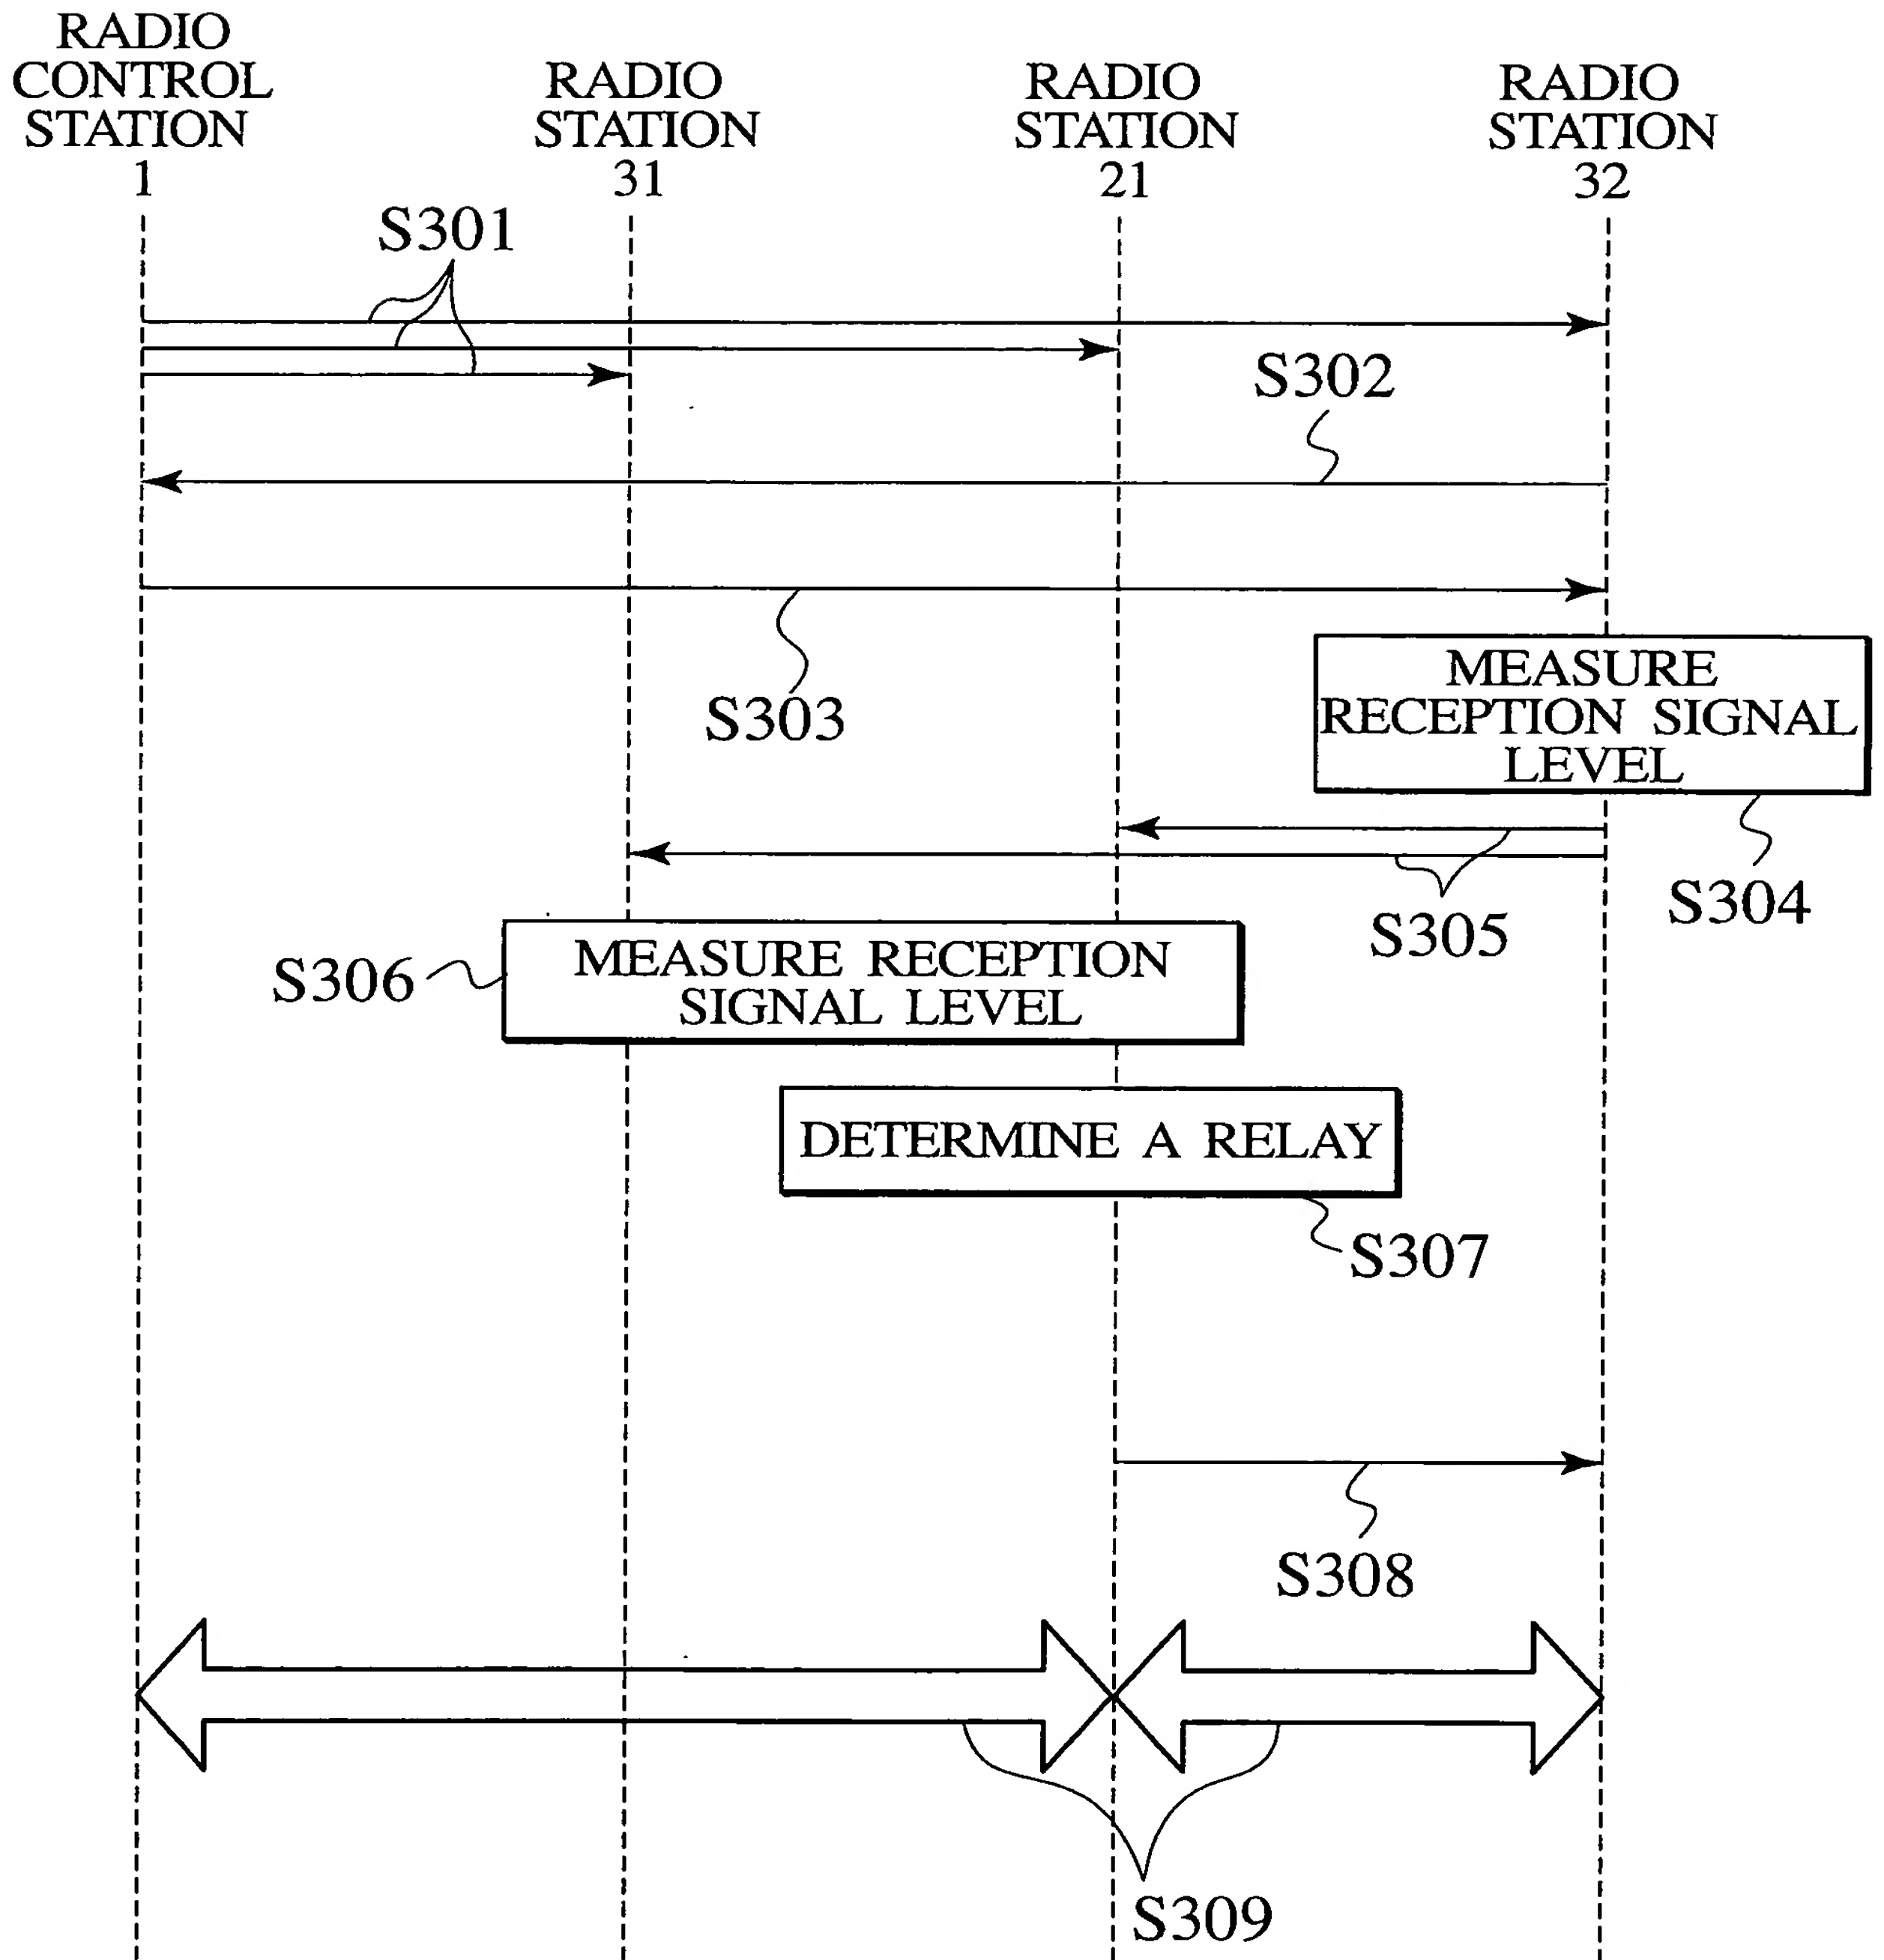 RADIO
CONTROL
STATION
1
RADIO
STATION
31
RADIO
STATION
21
RADIO
STATION
32
S301
S302
S303
MEASURE
RECEPTION SIGNAL
LEVEL
S304
S305
S306
MEASURE RECEPTION
SIGNAL LEVEL
DETERMINE A RELAY
S307
S308
S309